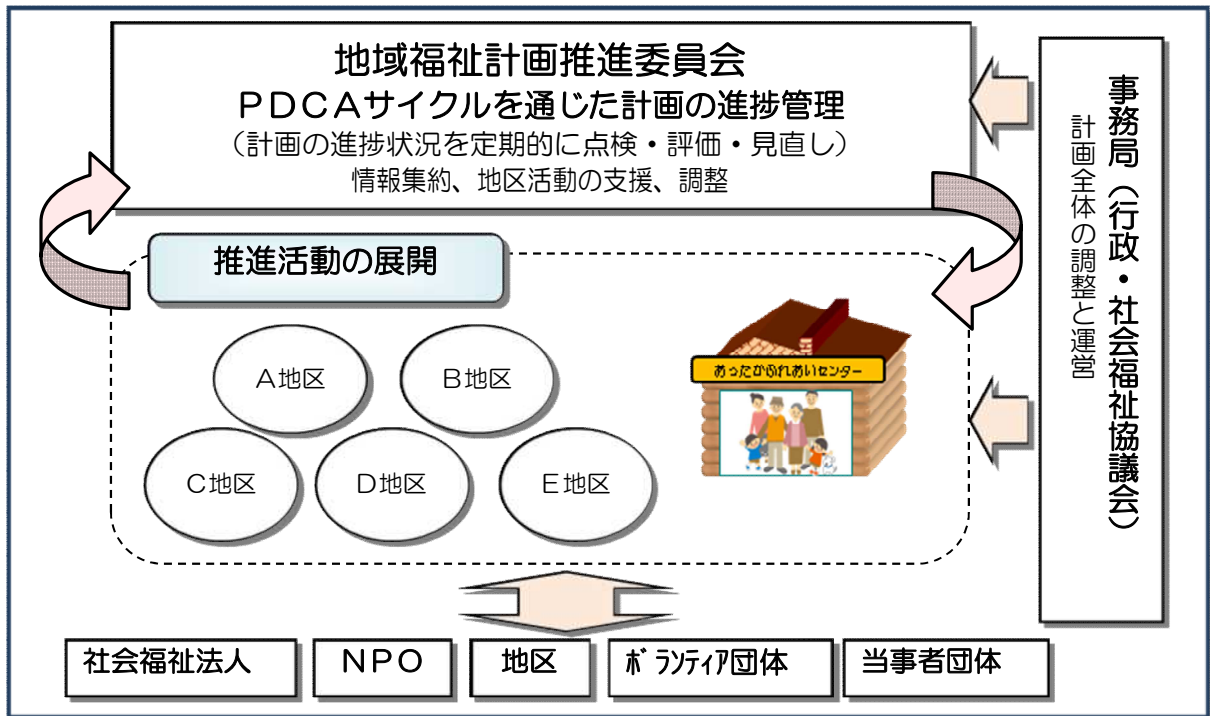 地域福祉計画推進委員会
PDCAサイクルを通じた計画の進捗管理
(計画の進捗状況を定期的に点検・評価・見直し)
情報集約、地区活動の支援、調整
事務局(行政・社会福祉協議会)
計画全体の調整と運営
推進活動の展開
A地区
B地区
C地区
D地区
E地区
あったかふれあいセンター
社会福祉法人
NPO
地区
ボランティア団体
当事者団体